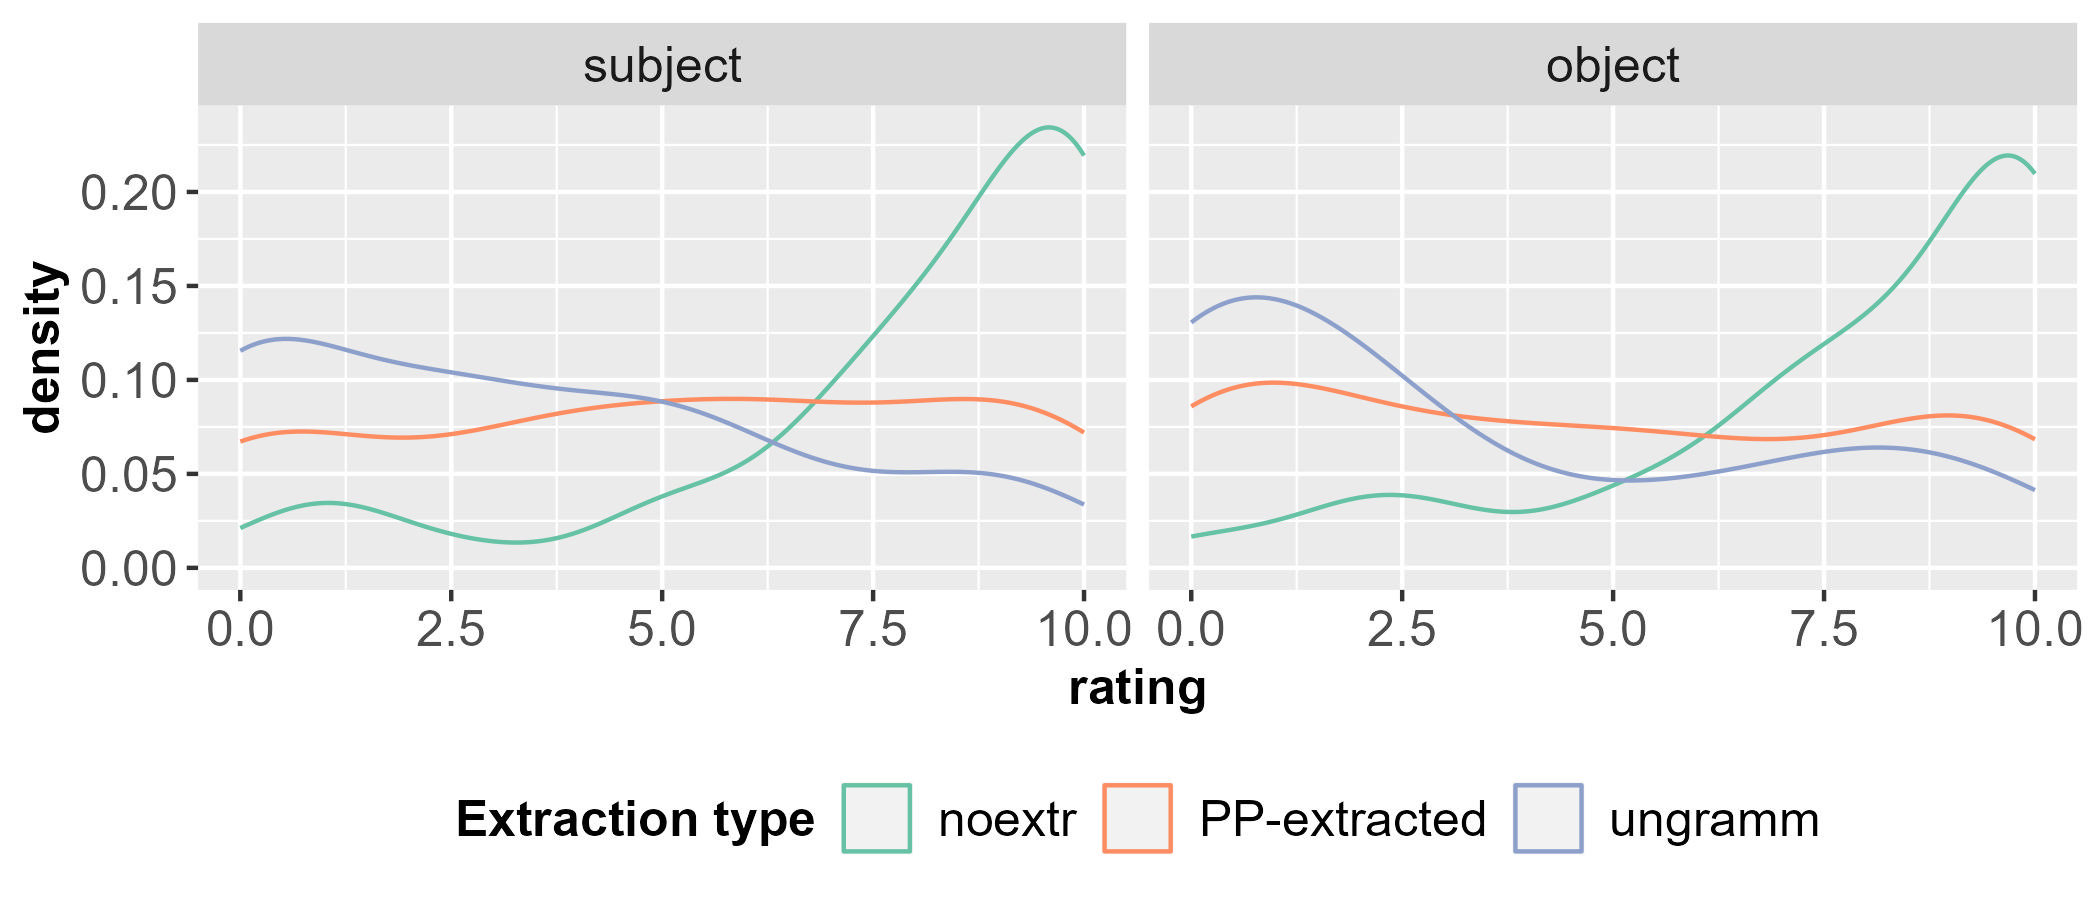 subject object
density
0.20
0.15
0.10
0.05
0.00
0.0 2.5 5.0 7.5 10.0 0.0 2.5 5.0 7.5 10.0
rating
Extraction type noextr PP-extracted ungramm